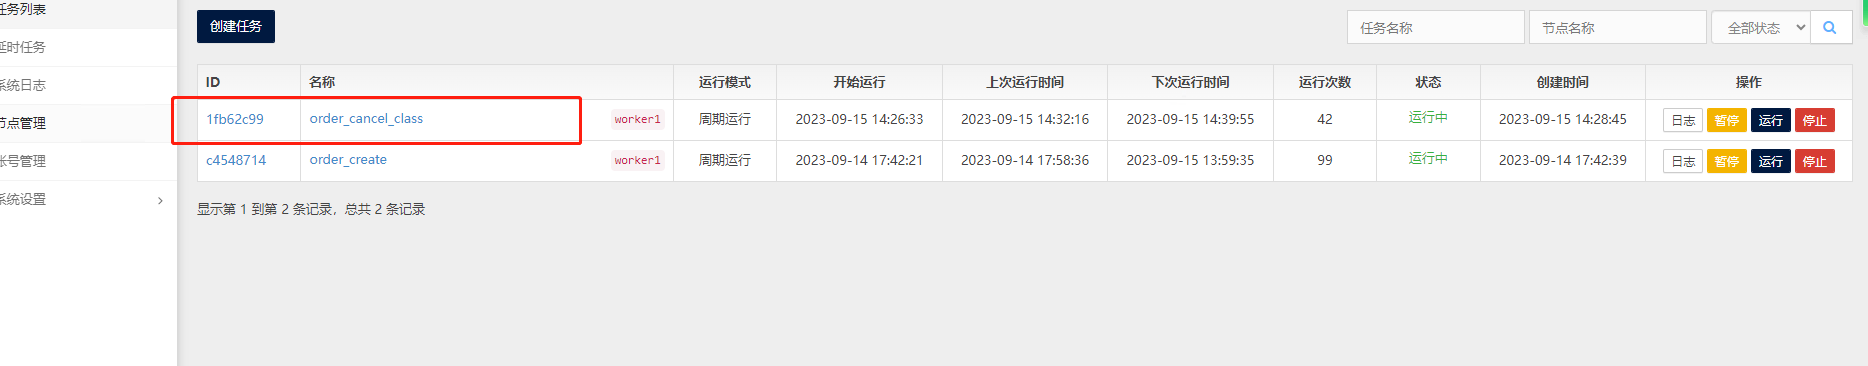 任务列表
延时任务
系统日志
节点管理
账号管理
系统设置
创建任务
任务名称 节点名称 全部状态
ID 名称 运行模式 开始运行 上次运行时间 下次运行时间 运行次数 状态 创建时间 操作
1fb62c99 order_cancel_class worker1 周期运行 2023-09-15 14:26:33 2023-09-15 14:32:16 2023-09-15 14:39:55 42 运行中 2023-09-15 14:28:45 日志 暂停 运行 停止
c4548714 order_create worker1 周期运行 2023-09-14 17:42:21 2023-09-14 17:58:36 2023-09-15 13:59:35 99 运行中 2023-09-14 17:42:39 日志 暂停 运行 停止
显示第 1 到第 2 条记录，总共 2 条记录